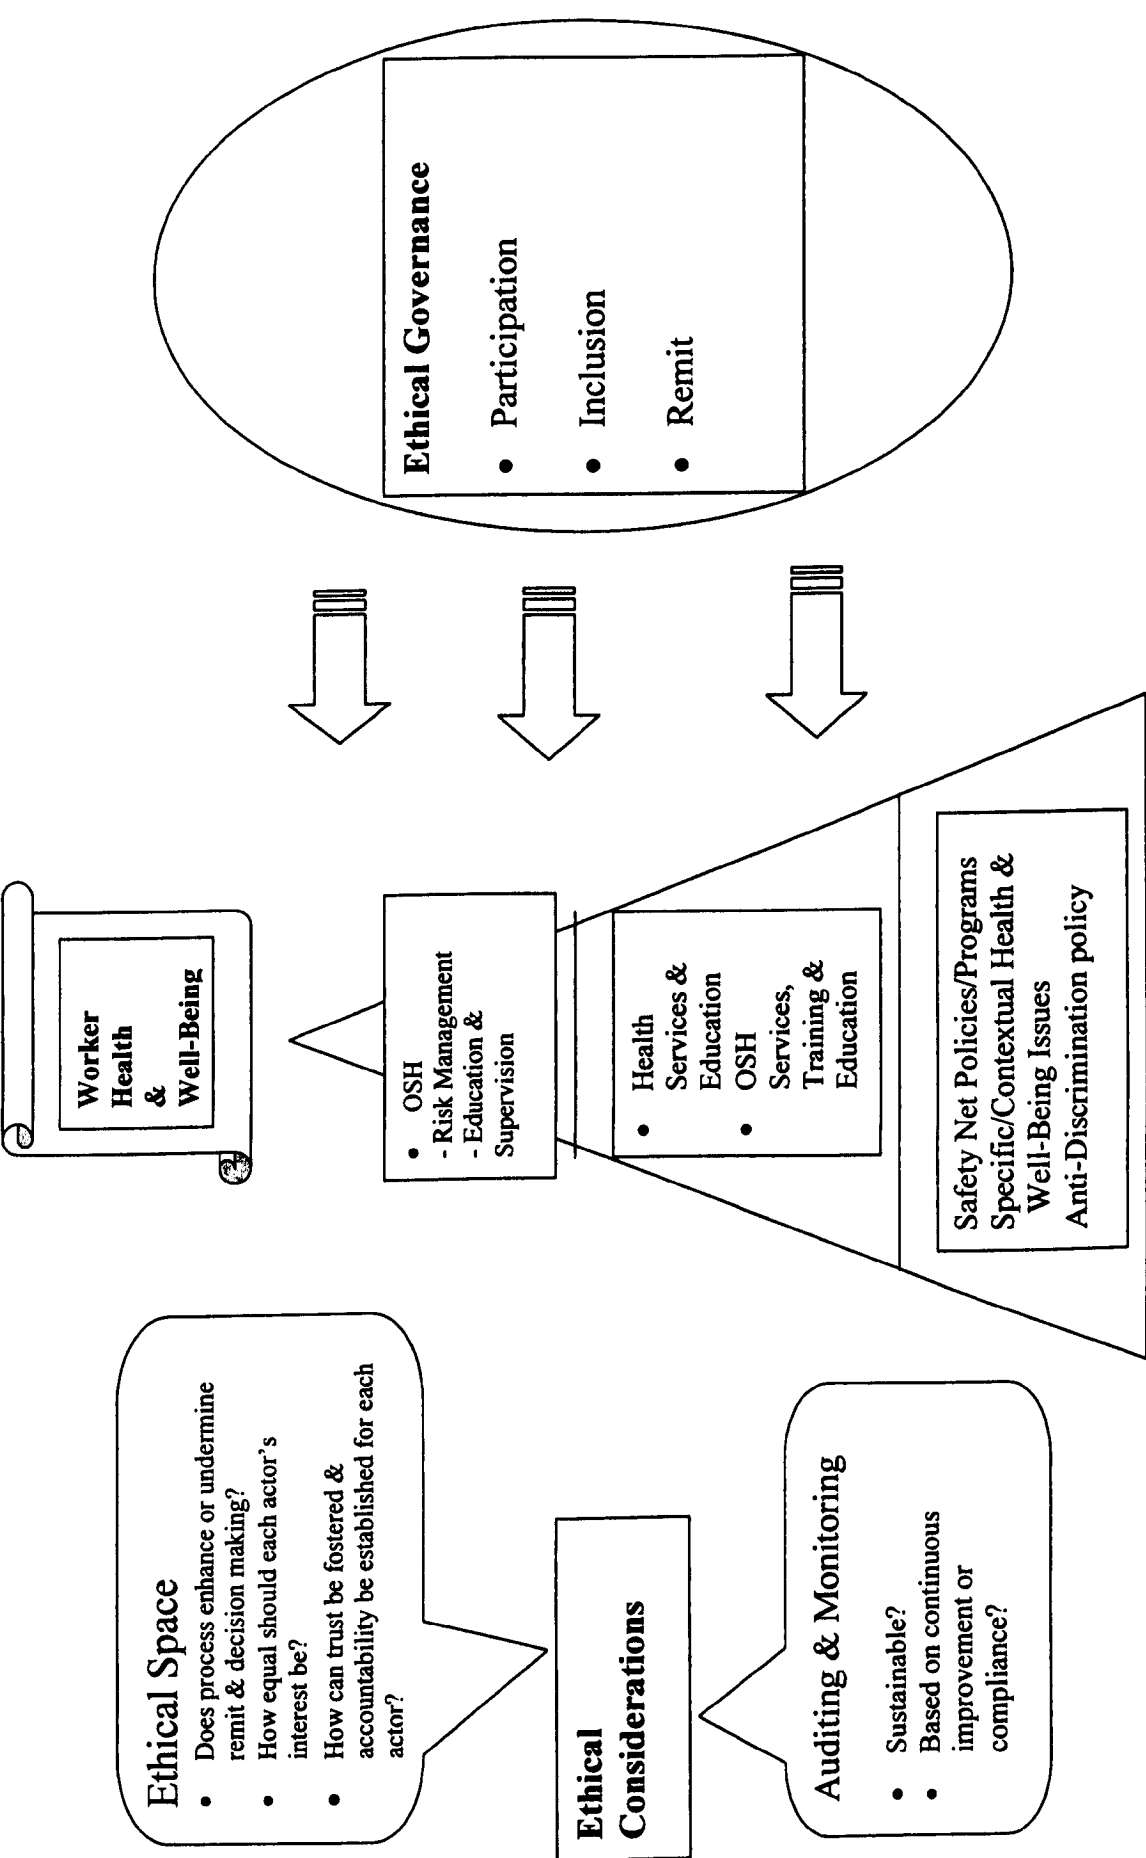 Ethical Space
• Does process enhance or undermine
remit & decision making?
• How equal should each actor's
interest be?
• How can trust be fostered &
accountability be established for each
actor?
Ethical
Considerations
Auditing & Monitoring
• Sustainable?
• Based on continuous
improvement or
compliance?
Worker
Health
&
Well-Being
• OSH
- Risk Management
- Education &
Supervision
• Health
Services &
Education
• OSH
Services,
Training &
Education
Safety Net Policies/Programs
Specific/Contextual Health &
Well-Being Issues
Anti-Discrimination policy
Ethical Governance
• Participation
• Inclusion
• Remit